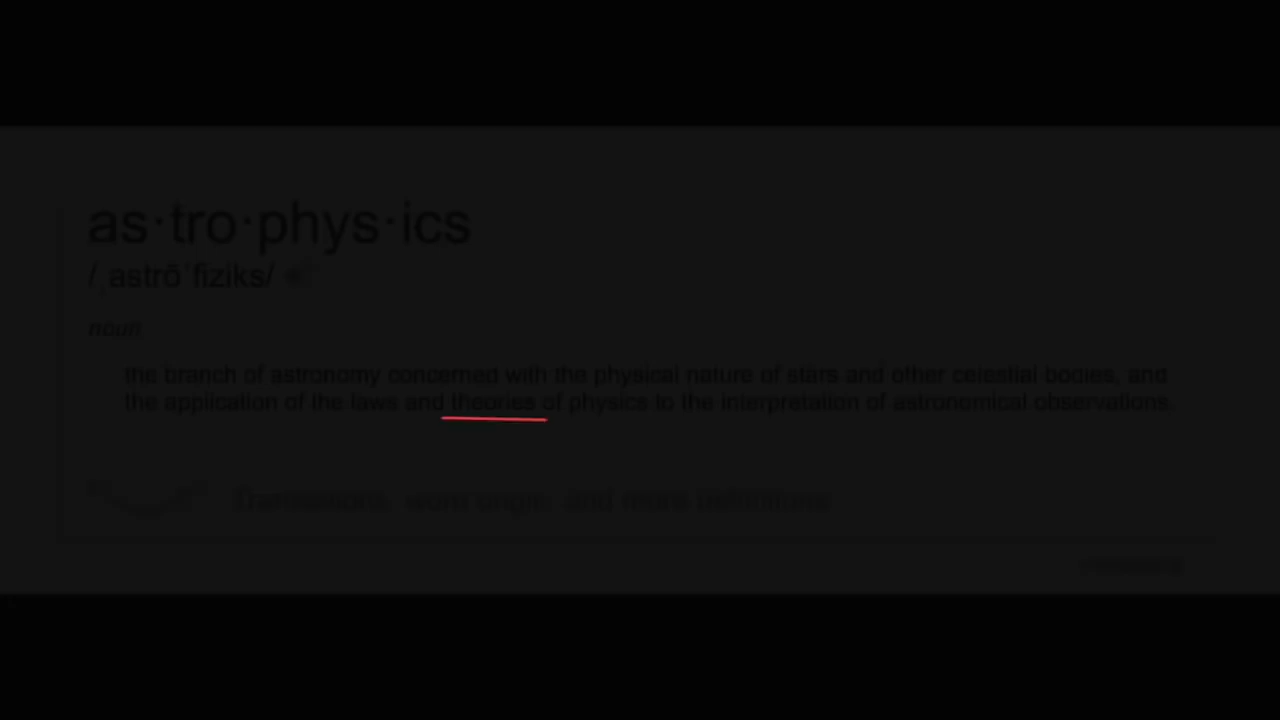 as·tro·phys·ics
/ˌastrōˈfiziks/
noun
the branch of astronomy concerned with the physical nature of stars and other celestial bodies, and
the application of the laws and theories of physics to the interpretation of astronomical observations.
Translations, word origin, and more definitions